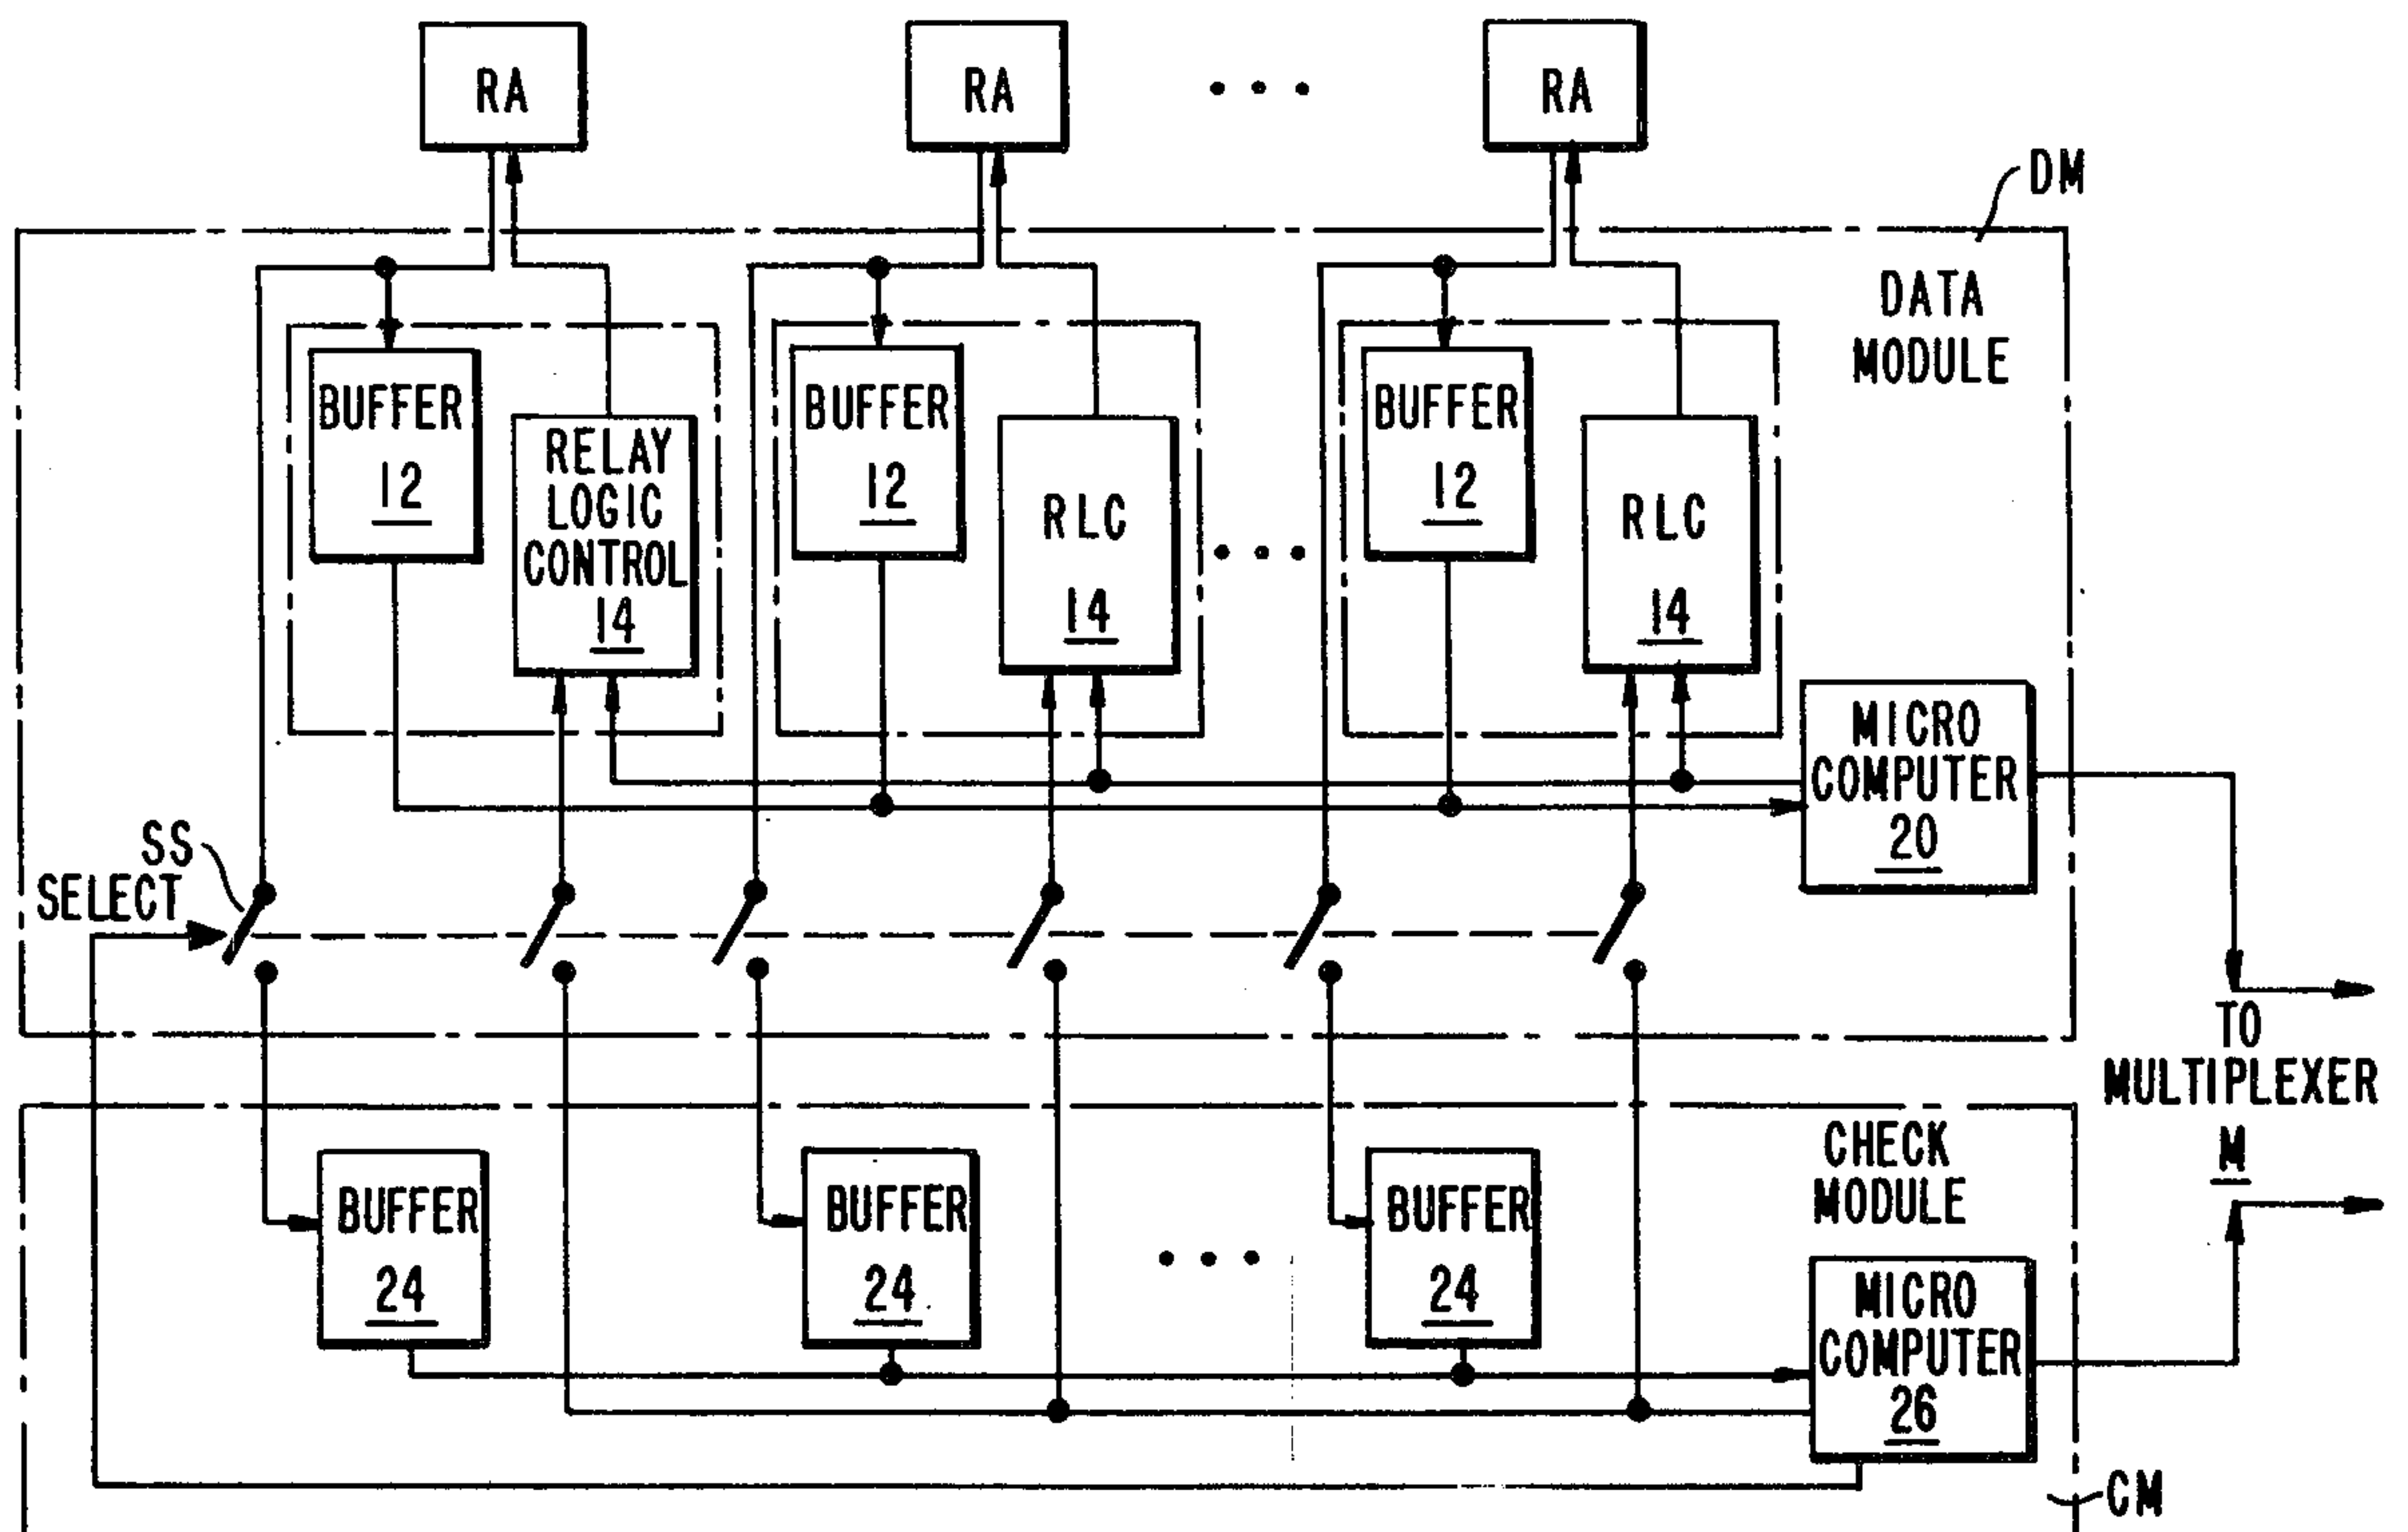 RA
RA
RA
DM
DATA
MODULE
BUFFER
12
RELAY
LOGIC
CONTROL
14
BUFFER
12
RLC
14
BUFFER
12
RLC
14
MICRO
COMPUTER
20
SS
SELECT
TO
MULTIPLEXER
M
CHECK
MODULE
BUFFER
24
BUFFER
24
BUFFER
24
MICRO
COMPUTER
26
CM